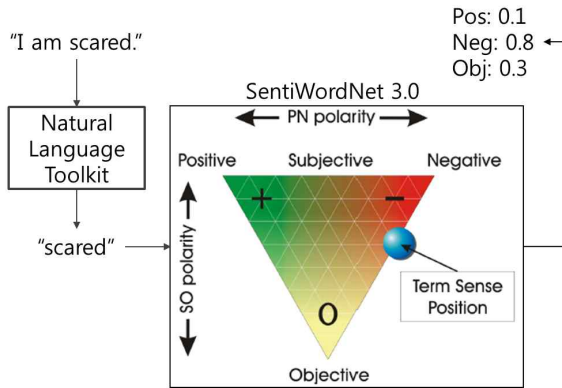 "I am scared."
Natural
Language
Toolkit
"scared"
Pos: 0.1
Neg: 0.8
Obj: 0.3
SentiWordNet 3.0
PN polarity
Positive Subjective Negative
+ −
SO polarity
Term Sense
Position
O
Objective